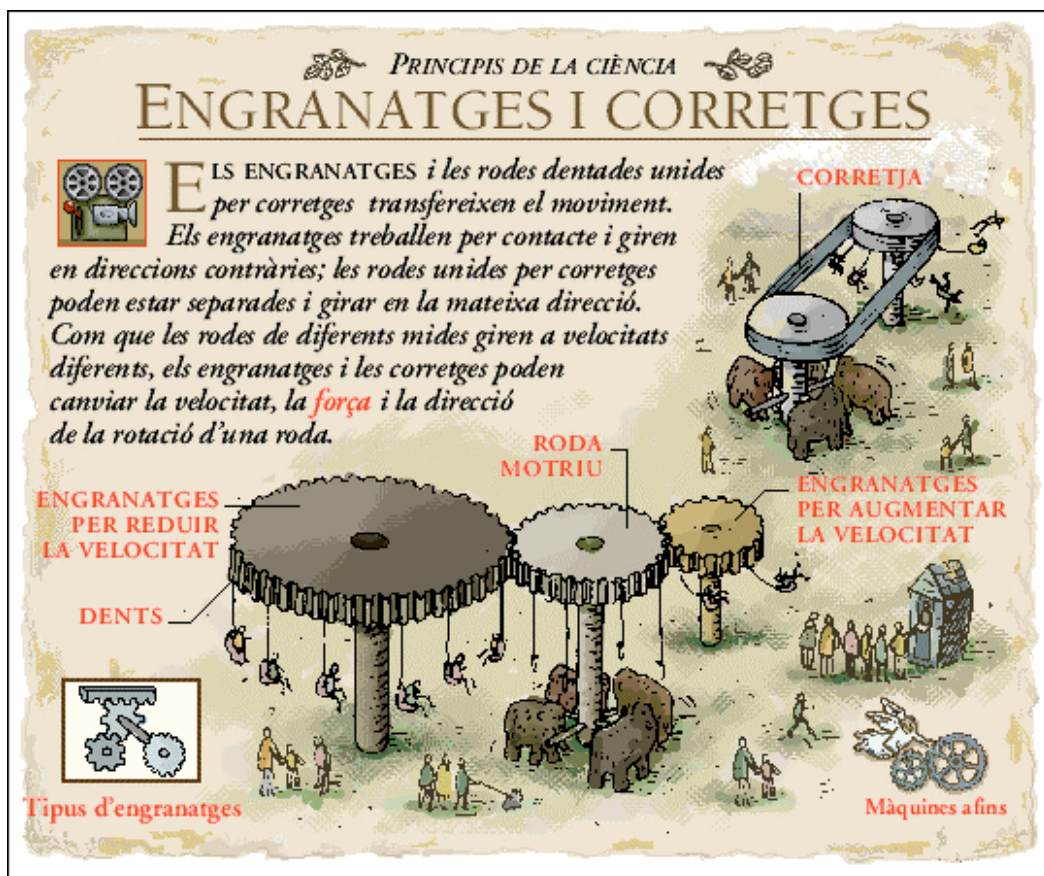 PRINCIPIS DE LA CIÈNCIA
ENGRANATGES I CORRETGES
ELS ENGRANATGES i les rodes dentades unides
per corretges transfereixen el moviment.
Els engranatges treballen per contacte i giren
en direccions contràries; les rodes unides per corretges
poden estar separades i girar en la mateixa direcció.
Com que les rodes de diferents mides giren a velocitats
diferents, els engranatges i les corretges poden
canviar la velocitat, la força i la direcció
de la rotació d'una roda.
CORRETJA
RODA
MOTRIU
ENGRANATGES
PER REDUIR
LA VELOCITAT
ENGRANATGES
PER AUGMENTAR
LA VELOCITAT
DENTS
Tipus d'engranatges
Màquines afins